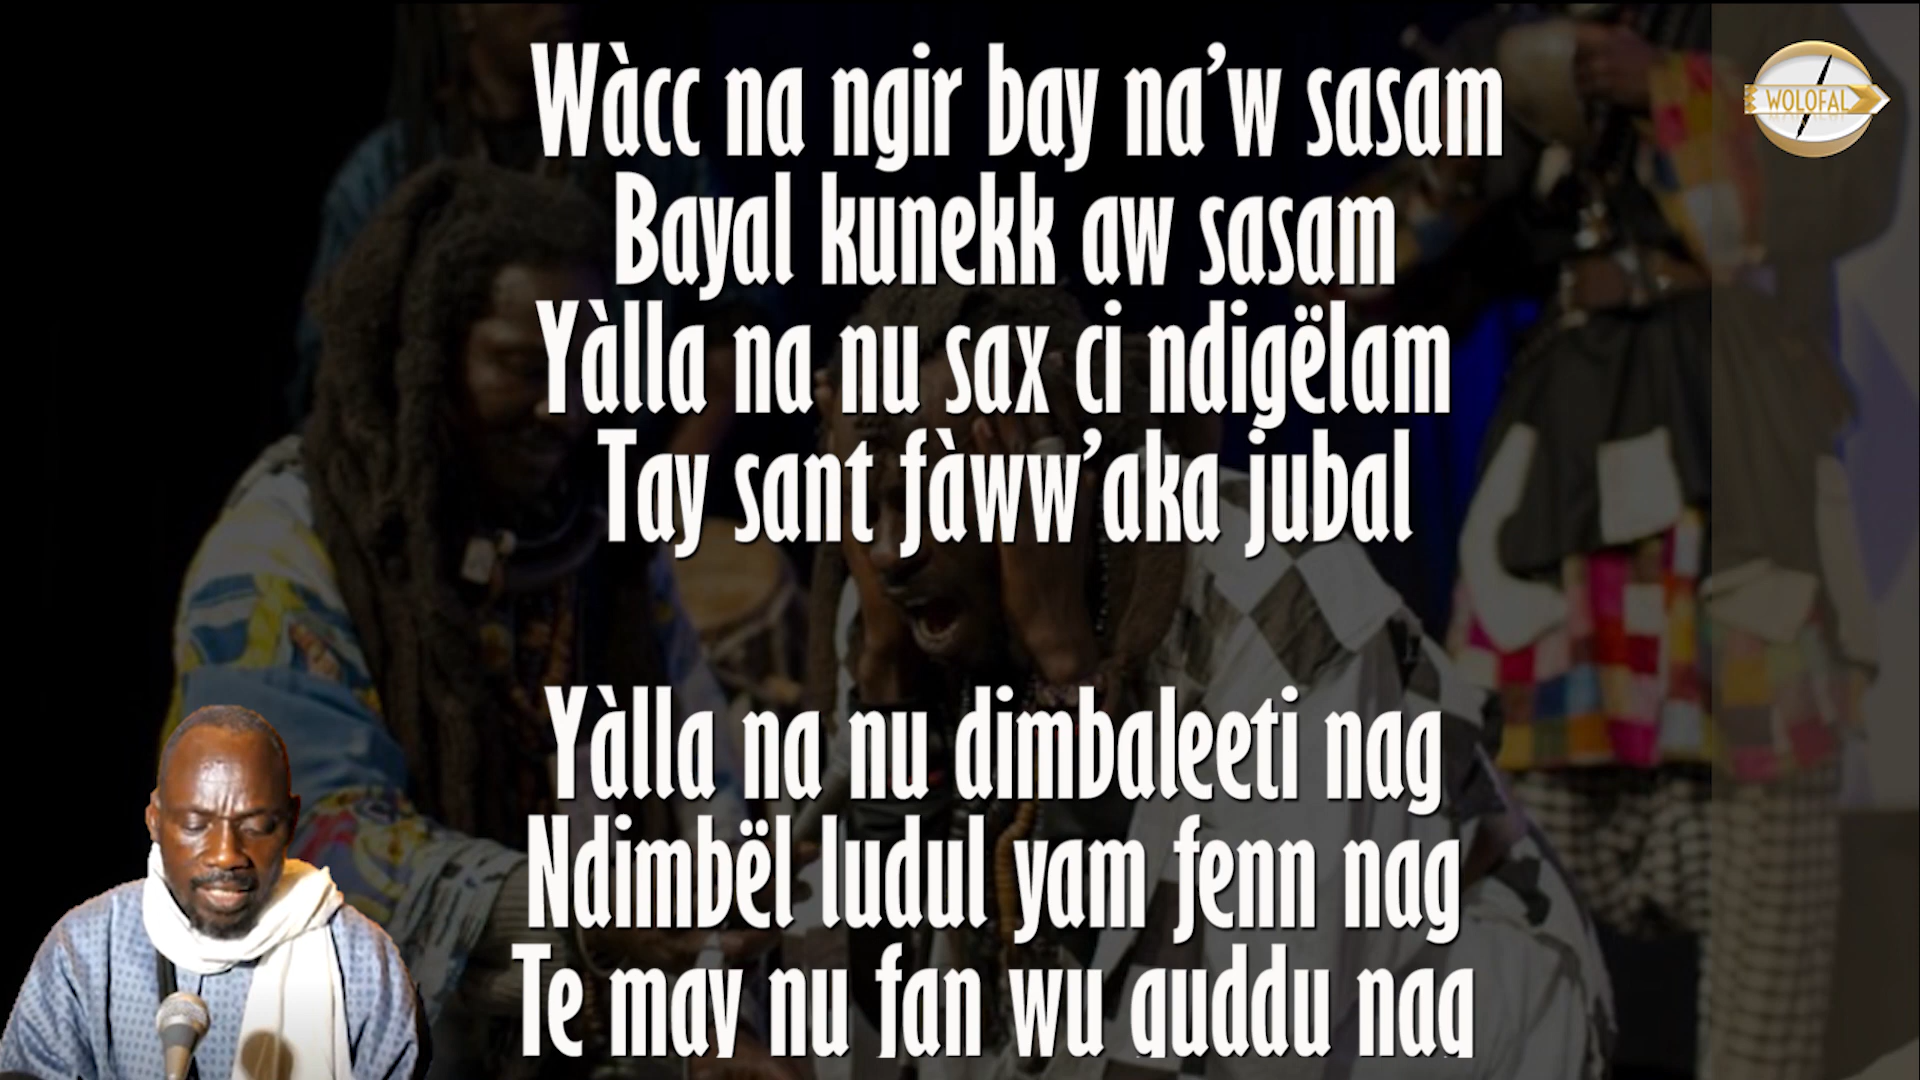 Wàcc na ngir bay na’w sasam
Bayal kunekk aw sasam
Yàlla na nu sax ci ndigëlam
Tay sant fàww’aka jubal
Yàlla na nu dimbaleeti nag
Ndimbël ludul yam fenn nag
Te may nu fan wu guddu nag
WOLOFAL